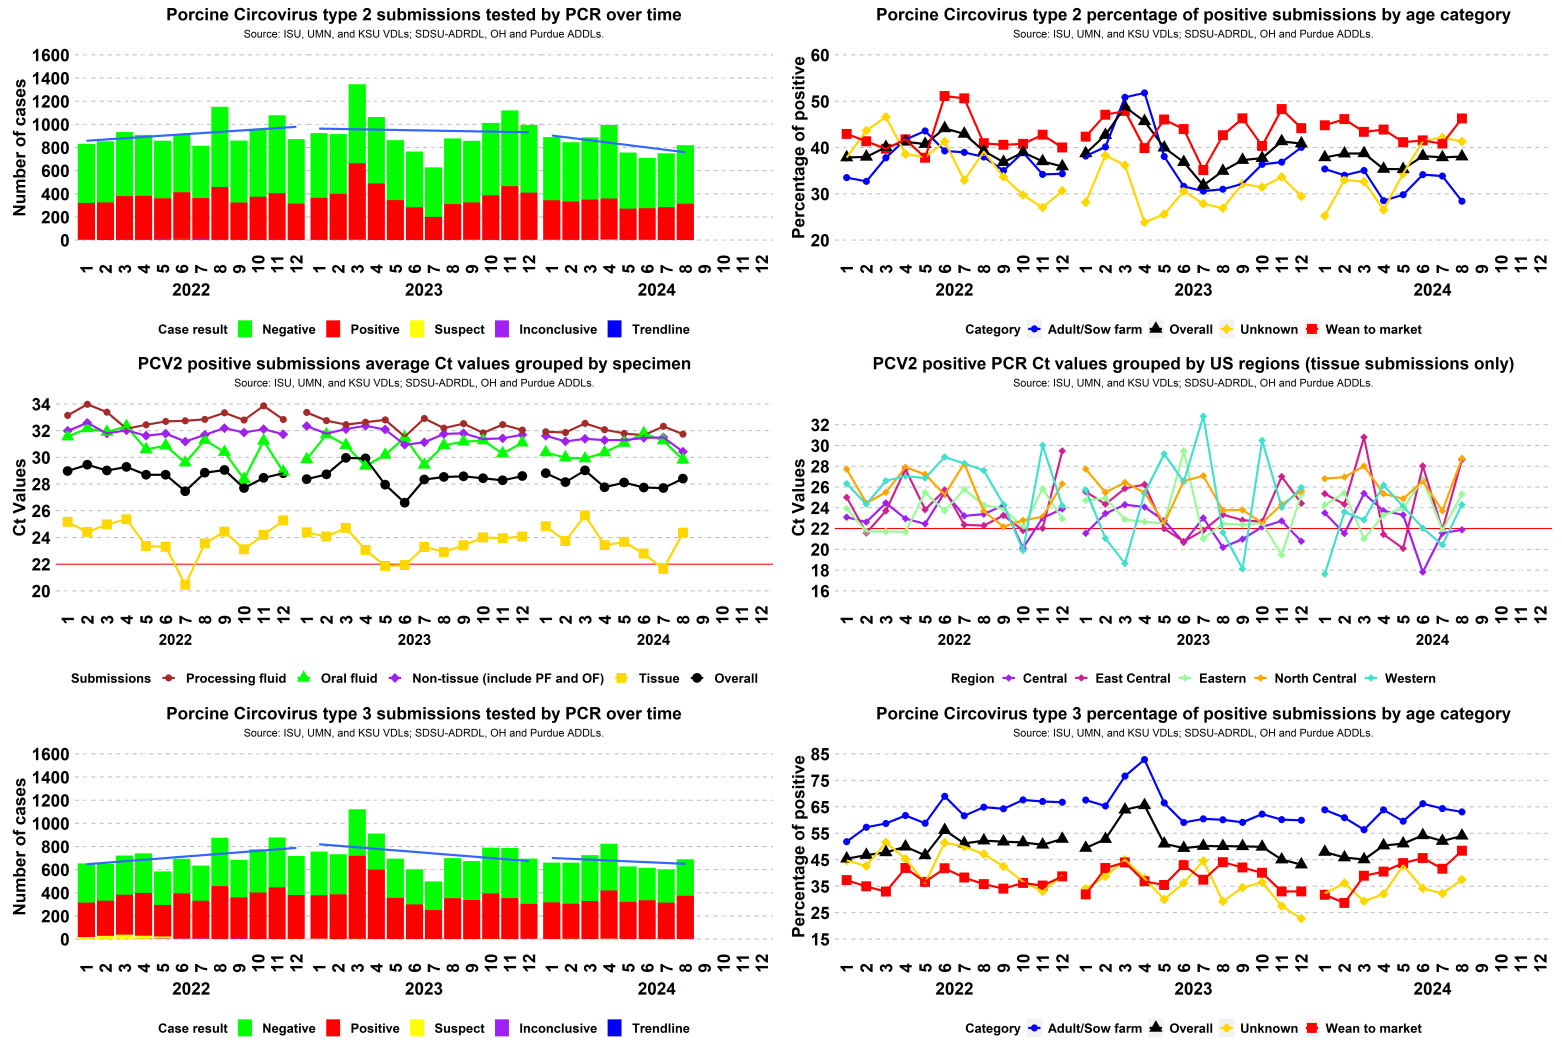 Porcine Circovirus type 2 submissions tested by PCR over time
Source: ISU, UMN, and KSU VDLs; SDSU-ADRDL, OH and Purdue ADDLs.
Number of cases
1600
1400
1200
1000
800
600
400
200
0
1 2 3 4 5 6 7 8 9 10 11 12 1 2 3 4 5 6 7 8 9 10 11 12 1 2 3 4 5 6 7 8 9 10 11 12
2022 2023 2024
Case result Negative Positive Suspect Inconclusive Trendline
Porcine Circovirus type 2 percentage of positive submissions by age category
Source: ISU, UMN, and KSU VDLs; SDSU-ADRDL, OH and Purdue ADDLs.
Percentage of positive
60
50
40
30
20
1 2 3 4 5 6 7 8 9 10 11 12 1 2 3 4 5 6 7 8 9 10 11 12 1 2 3 4 5 6 7 8 9 10 11 12
2022 2023 2024
Category Adult/Sow farm Overall Unknown Wean to market
PCV2 positive submissions average Ct values grouped by specimen
Source: ISU, UMN, and KSU VDLs; SDSU-ADRDL, OH and Purdue ADDLs.
Ct Values
34
32
30
28
26
24
22
20
1 2 3 4 5 6 7 8 9 10 11 12 1 2 3 4 5 6 7 8 9 10 11 12 1 2 3 4 5 6 7 8 9 10 11 12
2022 2023 2024
Submissions Processing fluid Oral fluid Non-tissue (include PF and OF) Tissue Overall
PCV2 positive PCR Ct values grouped by US regions (tissue submissions only)
Source: ISU, UMN, and KSU VDLs; SDSU-ADRDL, OH and Purdue ADDLs.
Ct Values
32
30
28
26
24
22
20
18
16
1 2 3 4 5 6 7 8 9 10 11 12 1 2 3 4 5 6 7 8 9 10 11 12 1 2 3 4 5 6 7 8 9 10 11 12
2022 2023 2024
Region Central East Central Eastern North Central Western
Porcine Circovirus type 3 submissions tested by PCR over time
Source: ISU, UMN, and KSU VDLs; SDSU-ADRDL, OH and Purdue ADDLs.
Number of cases
1600
1400
1200
1000
800
600
400
200
0
1 2 3 4 5 6 7 8 9 10 11 12 1 2 3 4 5 6 7 8 9 10 11 12 1 2 3 4 5 6 7 8 9 10 11 12
2022 2023 2024
Case result Negative Positive Suspect Inconclusive Trendline
Porcine Circovirus type 3 percentage of positive submissions by age category
Source: ISU, UMN, and KSU VDLs; SDSU-ADRDL, OH and Purdue ADDLs.
Percentage of positive
85
75
65
55
45
35
25
15
1 2 3 4 5 6 7 8 9 10 11 12 1 2 3 4 5 6 7 8 9 10 11 12 1 2 3 4 5 6 7 8 9 10 11 12
2022 2023 2024
Category Adult/Sow farm Overall Unknown Wean to market